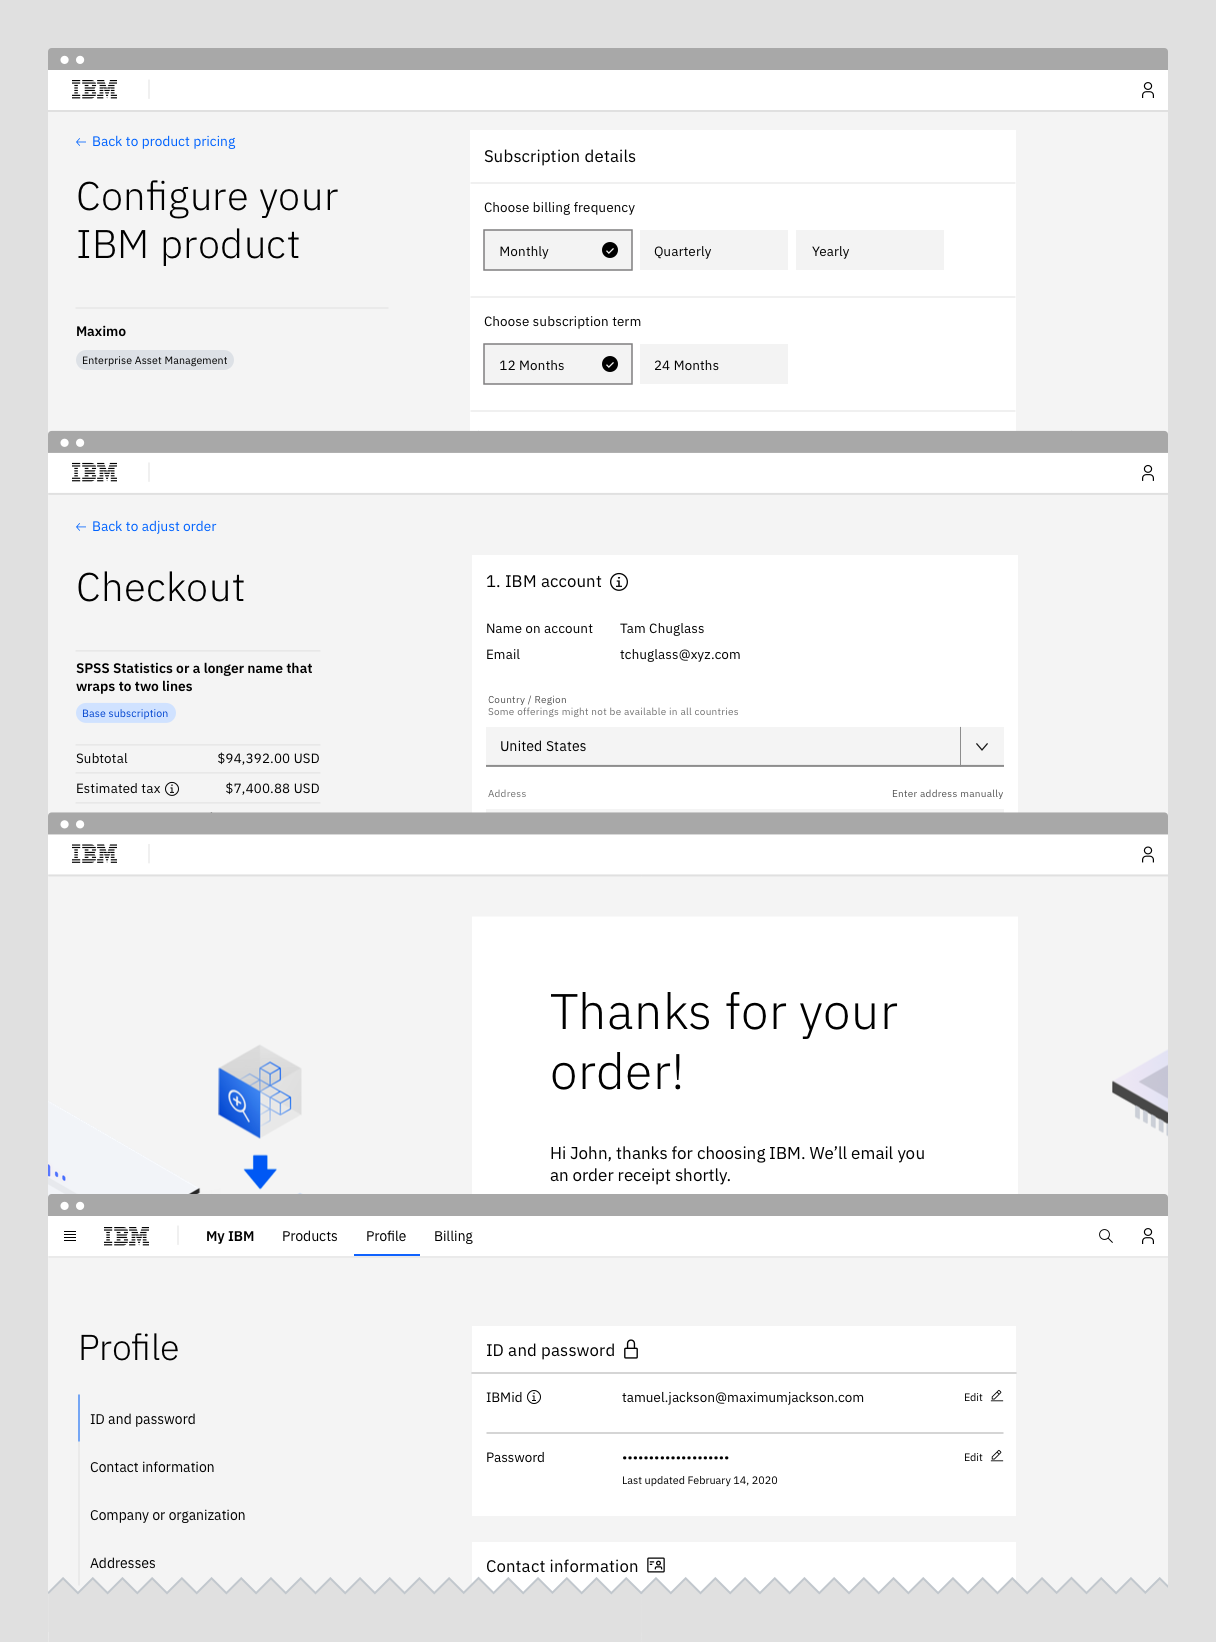 IBM
← Back to product pricing
Configure your
IBM product
Maximo
Enterprise Asset Management
Subscription details
Choose billing frequency
Monthly Quarterly Yearly
Choose subscription term
12 Months 24 Months
IBM
← Back to adjust order
Checkout
SPSS Statistics or a longer name that
wraps to two lines
Base subscription
Subtotal $94,392.00 USD
Estimated tax $7,400.88 USD
1. IBM account
Name on account Tam Chuglass
Email tchuglass@xyz.com
Country / Region
Some offerings might not be available in all countries
United States
Address Enter address manually
IBM
Thanks for your
order!
Hi John, thanks for choosing IBM. We’ll email you
an order receipt shortly.
IBM My IBM Products Profile Billing
Profile
ID and password
Contact information
Company or organization
Addresses
ID and password
IBMid tamuel.jackson@maximumjackson.com Edit
Password •••••••••••••••••••• Edit
Last updated February 14, 2020
Contact information